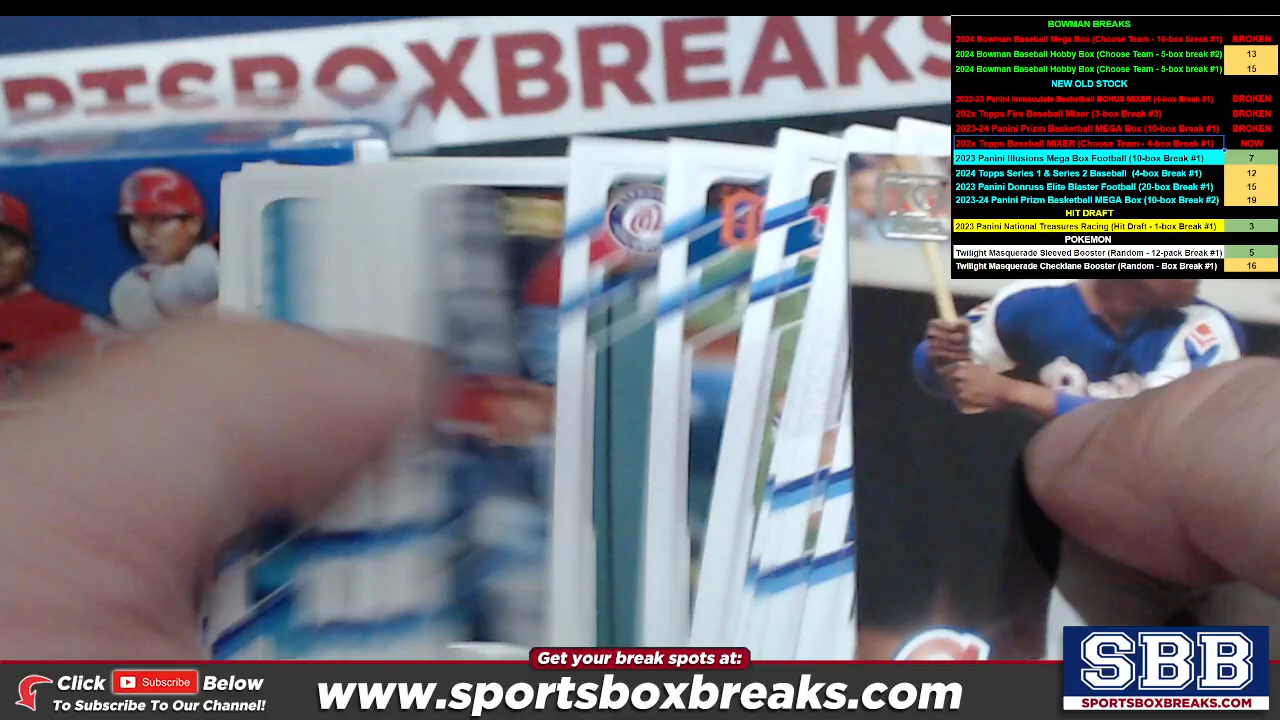 BOXBREAKS
BOWMAN BREAKS
2024 Bowman Baseball Mega Box (Choose Team - 10-box break #1) BROKEN
2024 Bowman Baseball Hobby Box (Choose Team - 5-box break #2) 13
2024 Bowman Baseball Hobby Box (Choose Team - 5-box break #1) 15
NEW OLD STOCK
2022-23 Panini Immaculate Basketball BONUS MIXER (4-box Break #1) BROKEN
202x Topps Fire Baseball Mixer (3-box Break #3) BROKEN
2023-24 Panini Prizm Basketball MEGA Box (10-box Break #1) BROKEN
202x Topps Baseball MIXER (Choose Team - 4-box Break #1) NOW
2023 Panini Illusions Mega Box Football (10-box Break #1) 7
2024 Topps Series 1 & Series 2 Baseball (4-box Break #1) 12
2023 Panini Donruss Elite Blaster Football (20-box Break #1) 15
2023-24 Panini Prizm Basketball MEGA Box (10-box Break #2) 19
HIT DRAFT
2023 Panini National Treasures Racing (Hit Draft - 1-box Break #1) 3
POKEMON
Twilight Masquerade Sleeved Booster (Random - 12-pack Break #1) 5
Twilight Masquerade Checklane Booster (Random - Box Break #1) 16
Get your break spots at:
Click Subscribe Below
To Subscribe To Our Channel!
www.sportsboxbreaks.com
SBB
SPORTSBOXBREAKS.COM